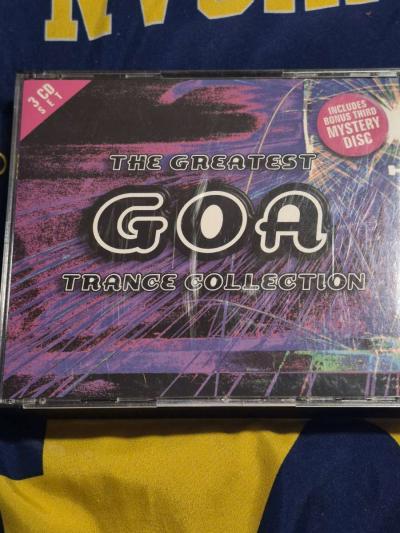 3 CD
SET
INCLUDES
BONUS THIRD
MYSTERY
DISC
THE GREATEST
GOA
TRANCE COLLECTION